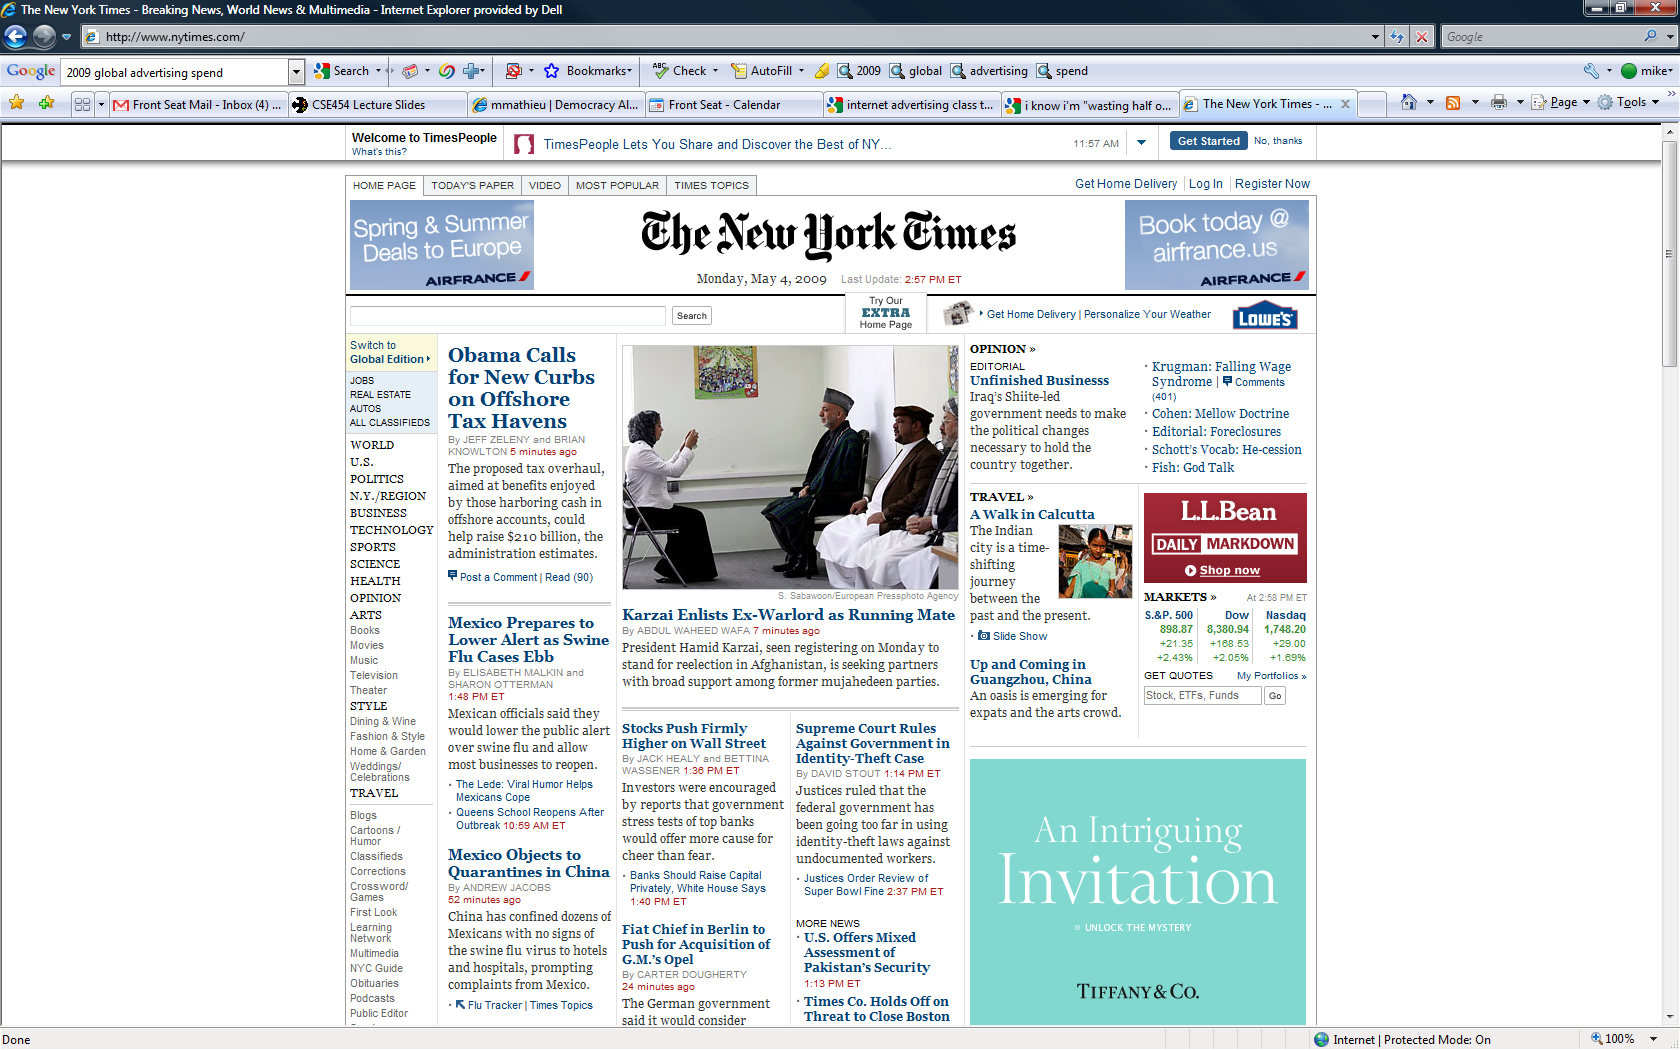 The New York Times - Breaking News, World News & Multimedia - Internet Explorer provided by Dell
http://www.nytimes.com/
Google
Google
2009 global advertising spend
Search
Bookmarks
Check
AutoFill
2009
global
advertising
spend
mike
Front Seat Mail - Inbox (4) ...
CSE454 Lecture Slides
mmathieu | Democracy Al...
Front Seat - Calendar
internet advertising class t...
i know i'm "wasting half o...
The New York Times - ...
Page
Tools
Welcome to TimesPeople
What's this?
TimesPeople Lets You Share and Discover the Best of NY...
11:57 AM
Get Started
No, thanks
HOME PAGE
TODAY'S PAPER
VIDEO
MOST POPULAR
TIMES TOPICS
Get Home Delivery
Log In
Register Now
Spring & Summer
Deals to Europe
AIRFRANCE
The New York Times
Monday, May 4, 2009
Last Update: 2:57 PM ET
Book today @
airfrance.us
AIRFRANCE
Search
Try Our
EXTRA
Home Page
Get Home Delivery | Personalize Your Weather
LOWE'S
Switch to
Global Edition
JOBS
REAL ESTATE
AUTOS
ALL CLASSIFIEDS
WORLD
U.S.
POLITICS
N.Y./REGION
BUSINESS
TECHNOLOGY
SPORTS
SCIENCE
HEALTH
OPINION
ARTS
Books
Movies
Music
Television
Theater
STYLE
Dining & Wine
Fashion & Style
Home & Garden
Weddings/
Celebrations
TRAVEL
Blogs
Cartoons /
Humor
Classifieds
Corrections
Crossword/
Games
First Look
Learning
Network
Multimedia
NYC Guide
Obituaries
Podcasts
Public Editor
Obama Calls
for New Curbs
on Offshore
Tax Havens
By JEFF ZELENY and BRIAN
KNOWLTON 5 minutes ago
The proposed tax overhaul,
aimed at benefits enjoyed
by those harboring cash in
offshore accounts, could
help raise $210 billion, the
administration estimates.
Post a Comment | Read (90)
Mexico Prepares to
Lower Alert as Swine
Flu Cases Ebb
By ELISABETH MALKIN and
SHARON OTTERMAN
1:48 PM ET
Mexican officials said they
would lower the public alert
over swine flu and allow
most businesses to reopen.
The Lede: Viral Humor Helps
Mexicans Cope
Queens School Reopens After
Outbreak 10:59 AM ET
Mexico Objects to
Quarantines in China
By ANDREW JACOBS
52 minutes ago
China has confined dozens of
Mexicans with no signs of
the swine flu virus to hotels
and hospitals, prompting
complaints from Mexico.
Flu Tracker | Times Topics
S. Sabawoon/European Pressphoto Agency
Karzai Enlists Ex-Warlord as Running Mate
By ABDUL WAHEED WAFA 7 minutes ago
President Hamid Karzai, seen registering on Monday to
stand for reelection in Afghanistan, is seeking partners
with broad support among former mujahedeen parties.
Stocks Push Firmly
Higher on Wall Street
By JACK HEALY and BETTINA
WASSENER 1:36 PM ET
Investors were encouraged
by reports that government
stress tests of top banks
would offer more cause for
cheer than fear.
Banks Should Raise Capital
Privately, White House Says
1:40 PM ET
Fiat Chief in Berlin to
Push for Acquisition of
G.M.'s Opel
By CARTER DOUGHERTY
24 minutes ago
The German government
said it would consider
Supreme Court Rules
Against Government in
Identity-Theft Case
By DAVID STOUT 1:14 PM ET
Justices ruled that the
federal government has
been going too far in using
identity-theft laws against
undocumented workers.
Justices Order Review of
Super Bowl Fine 2:37 PM ET
MORE NEWS
U.S. Offers Mixed
Assessment of
Pakistan's Security
1:13 PM ET
Times Co. Holds Off on
Threat to Close Boston
OPINION »
EDITORIAL
Unfinished Businesss
Iraq's Shiite-led
government needs to make
the political changes
necessary to hold the
country together.
Krugman: Falling Wage
Syndrome | Comments
(401)
Cohen: Mellow Doctrine
Editorial: Foreclosures
Schott's Vocab: He-cession
Fish: God Talk
TRAVEL »
A Walk in Calcutta
The Indian
city is a time-
shifting
journey
between the
past and the present.
Slide Show
Up and Coming in
Guangzhou, China
An oasis is emerging for
expats and the arts crowd.
L.L.Bean
DAILY MARKDOWN
Shop now
MARKETS »
At 2:58 PM ET
S.&P. 500 Dow Nasdaq
898.87 8,380.94 1,748.20
+21.35 +168.53 +29.00
+2.43% +2.05% +1.69%
GET QUOTES
My Portfolios »
Stock, ETFs, Funds
Go
An Intriguing
Invitation
UNLOCK THE MYSTERY
TIFFANY & CO.
Done
Internet | Protected Mode: On
100%